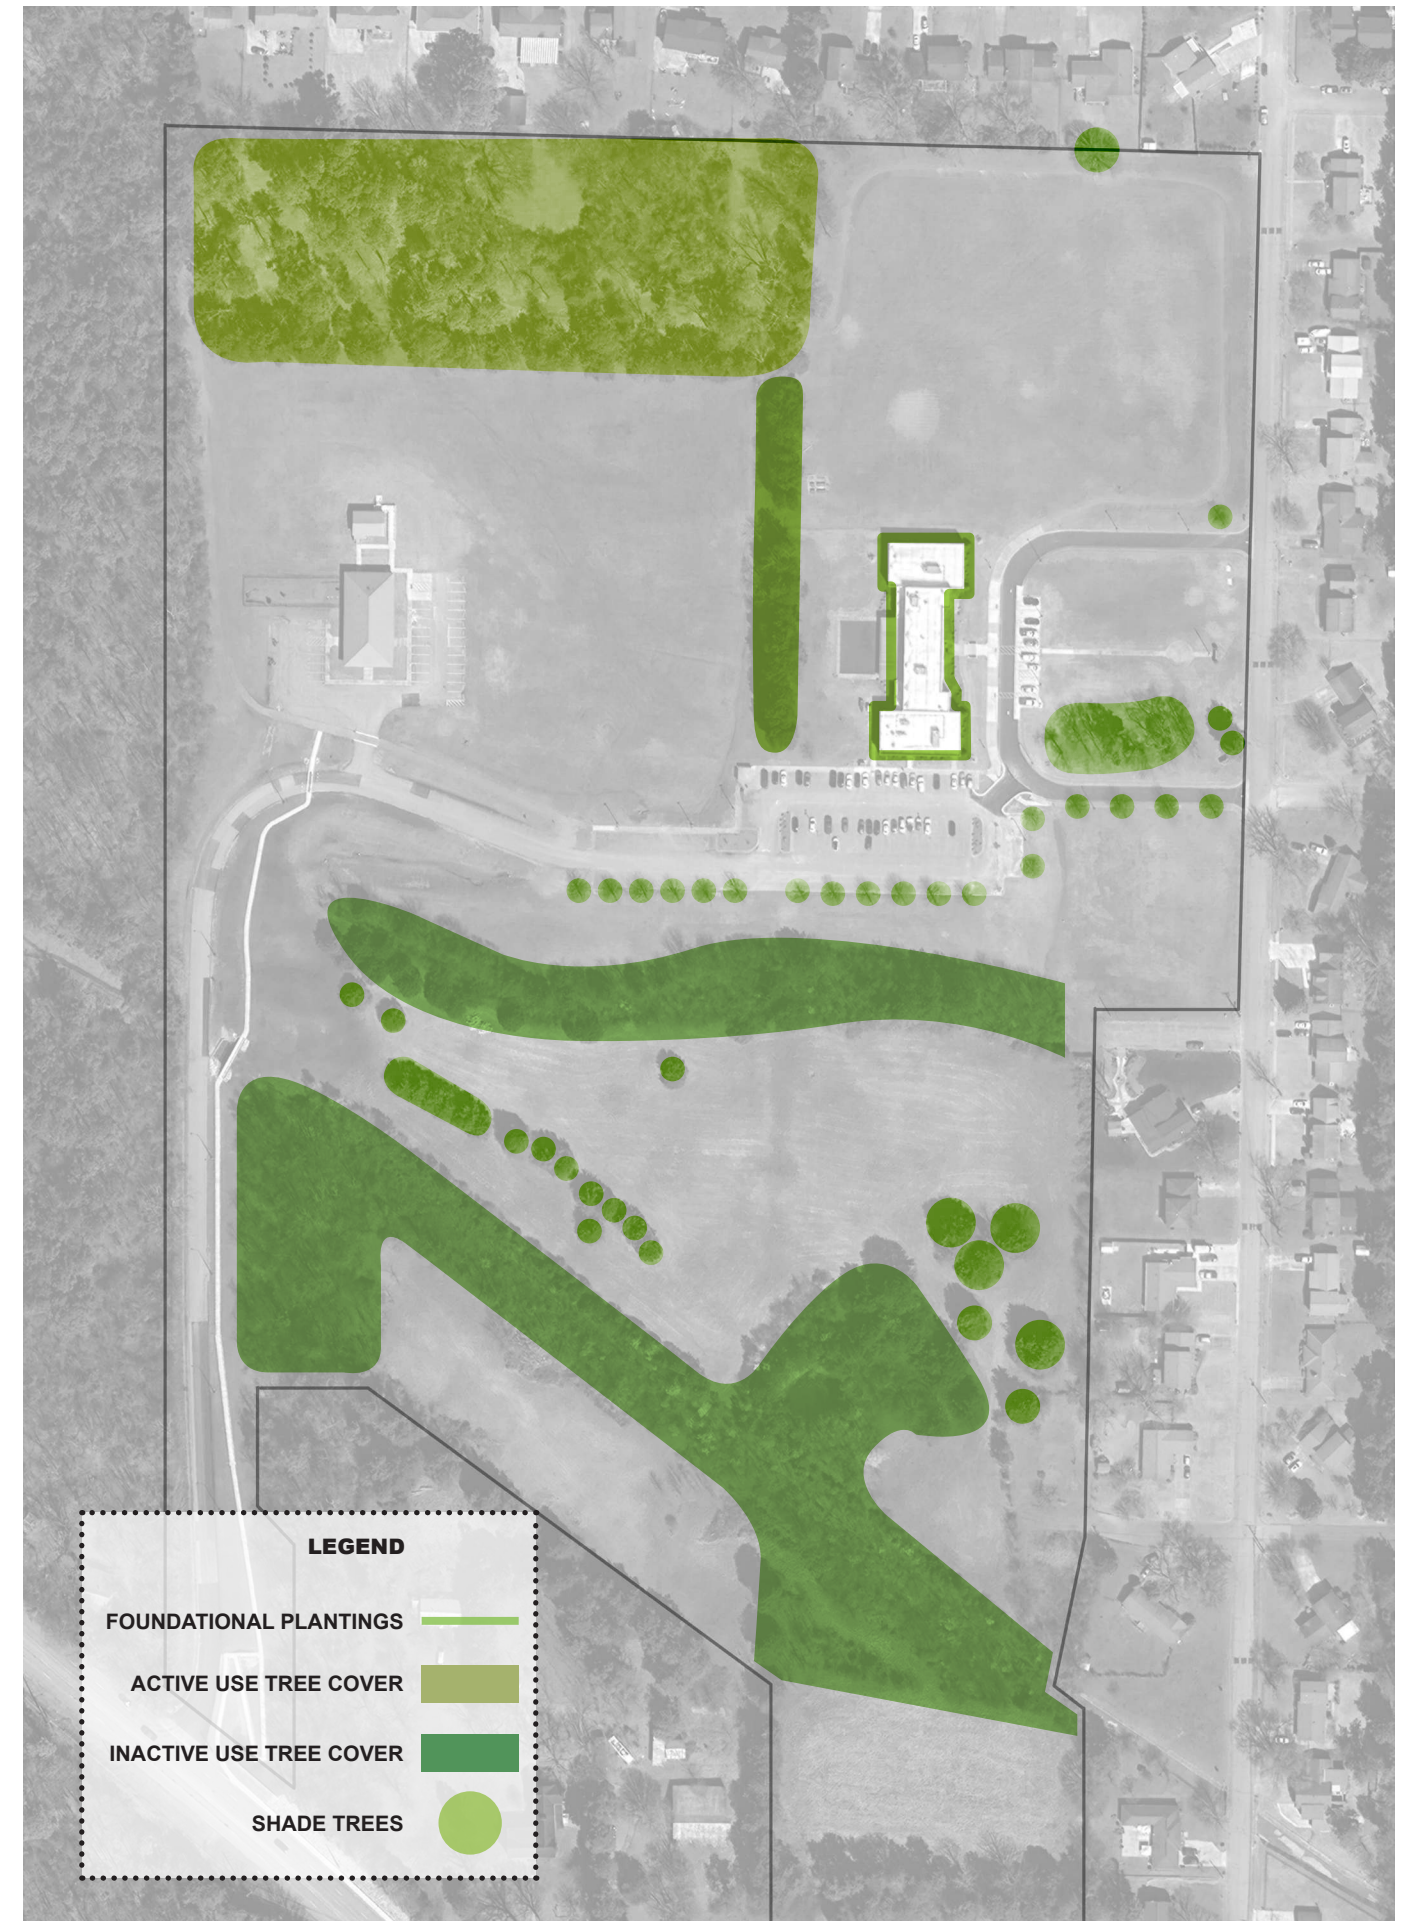 LEGEND
FOUNDATIONAL PLANTINGS
ACTIVE USE TREE COVER
INACTIVE USE TREE COVER
SHADE TREES